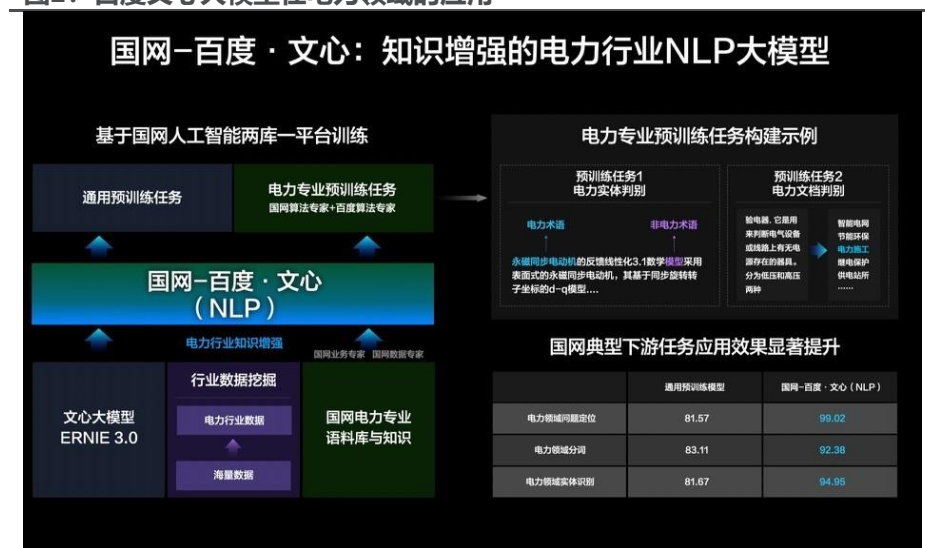 图2：百度文心大模型在电力领域的应用
国网-百度·文心：知识增强的电力行业NLP大模型
基于国网人工智能两库一平台训练
通用预训练任务
电力专业预训练任务
国网算法专家+百度算法专家
国网-百度·文心
（NLP）
电力行业知识增强
国网业务专家 国网数据专家
文心大模型
ERNIE 3.0
行业数据挖掘
电力行业数据
海量数据
国网电力专业
语料库与知识
电力专业预训练任务构建示例
预训练任务1
电力实体判别
电力术语
非电力术语
永磁同步电动机的反馈线性化3.1数学模型采用
表面式的永磁同步电动机，其基于同步旋转转
子坐标的d-q模型....
预训练任务2
电力文档判别
验电器，它是用
来判断电气设备
或线路上有无电
源存在的器具。
分为低压和高压
两种
智能电网
节能环保
电力施工
继电保护
供电站所
……
国网典型下游任务应用效果显著提升
通用预训练模型 国网-百度·文心（NLP）
电力领域问题定位 81.57 99.02
电力领域分词 83.11 92.38
电力领域实体识别 81.67 94.95